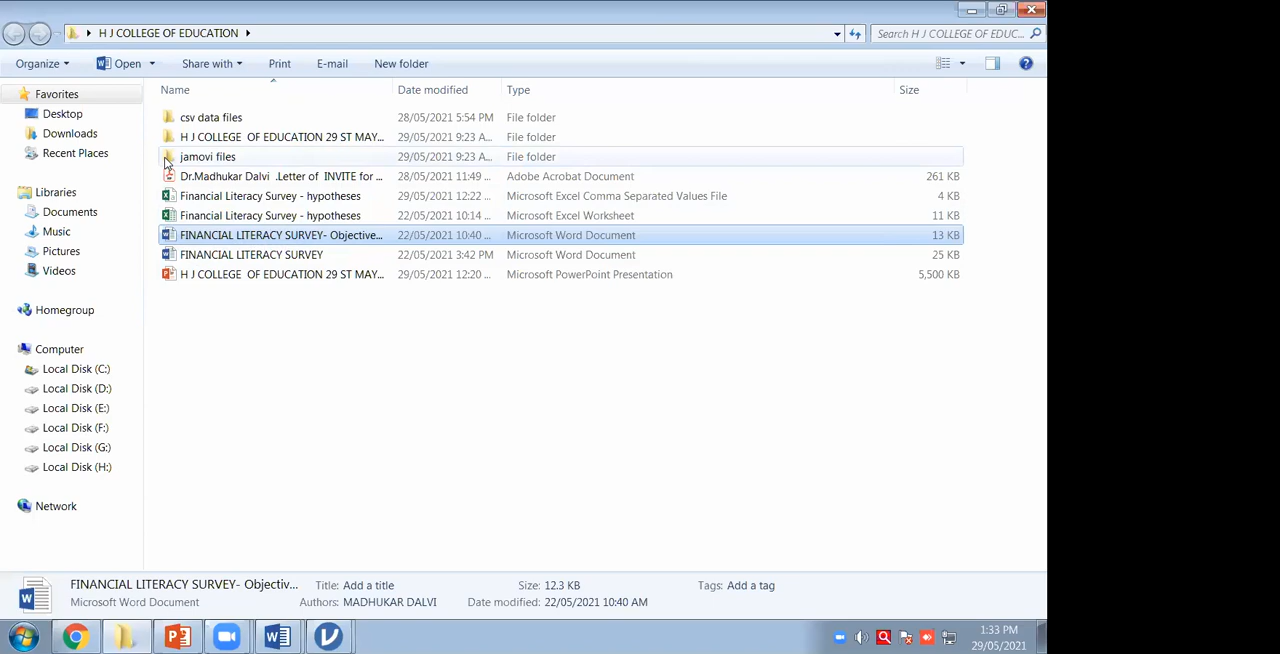 H J COLLEGE OF EDUCATION
Search H J COLLEGE OF EDUC...
Organize
Open
Share with
Print
E-mail
New folder
Name
Date modified
Type
Size
csv data files
28/05/2021 5:54 PM
File folder
H J COLLEGE OF EDUCATION 29 ST MAY...
29/05/2021 9:23 A...
File folder
jamovi files
29/05/2021 9:23 A...
File folder
Dr.Madhukar Dalvi .Letter of INVITE for ...
28/05/2021 11:49 ...
Adobe Acrobat Document
261 KB
Financial Literacy Survey - hypotheses
29/05/2021 12:22 ...
Microsoft Excel Comma Separated Values File
4 KB
Financial Literacy Survey - hypotheses
22/05/2021 10:14 ...
Microsoft Excel Worksheet
11 KB
FINANCIAL LITERACY SURVEY- Objective...
22/05/2021 10:40 ...
Microsoft Word Document
13 KB
FINANCIAL LITERACY SURVEY
22/05/2021 3:42 PM
Microsoft Word Document
25 KB
H J COLLEGE OF EDUCATION 29 ST MAY...
29/05/2021 12:20 ...
Microsoft PowerPoint Presentation
5,500 KB
Favorites
Desktop
Downloads
Recent Places
Libraries
Documents
Music
Pictures
Videos
Homegroup
Computer
Local Disk (C:)
Local Disk (D:)
Local Disk (E:)
Local Disk (F:)
Local Disk (G:)
Local Disk (H:)
Network
FINANCIAL LITERACY SURVEY- Objectiv...
Microsoft Word Document
Title: Add a title
Authors: MADHUKAR DALVI
Size: 12.3 KB
Date modified: 22/05/2021 10:40 AM
Tags: Add a tag
1:33 PM
29/05/2021